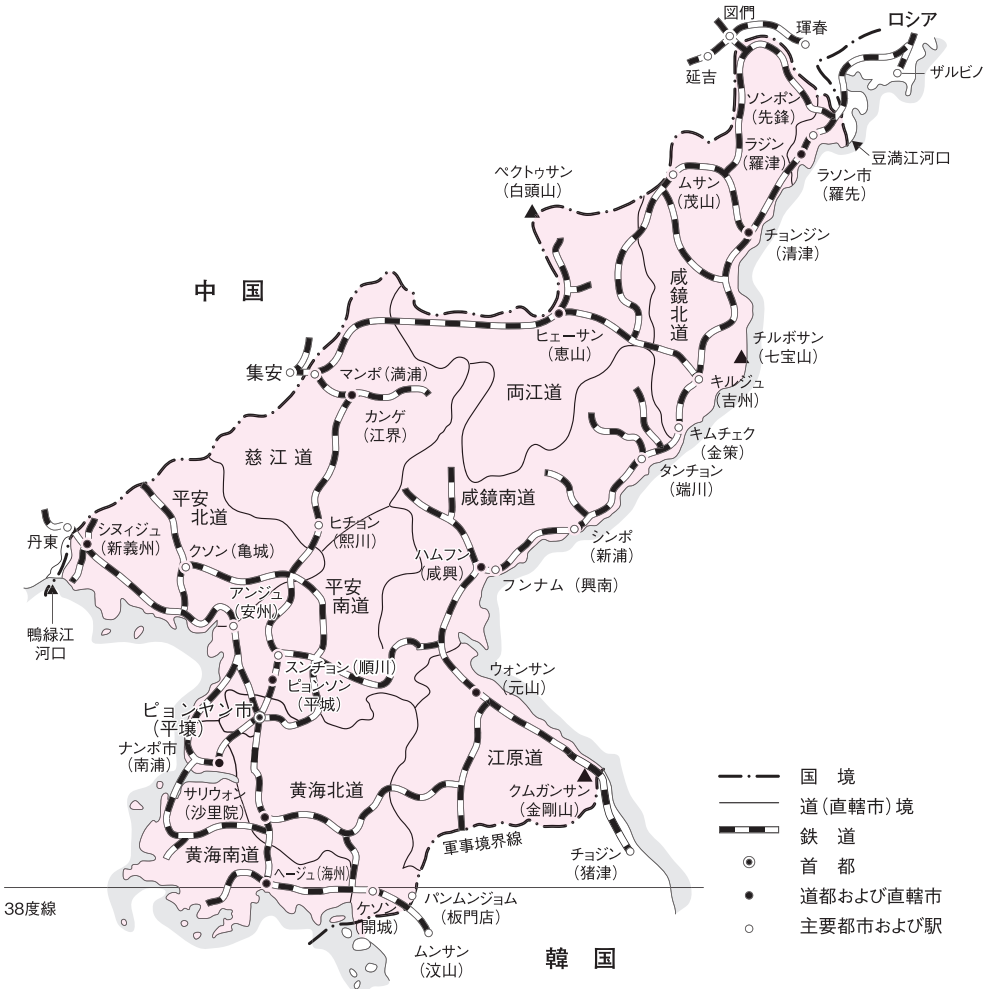 図們
琿春
ロシア
延吉
ザルビノ
ソンボン
(先鋒)
ラジン
(羅津)
豆満江河口
ラソン市
(羅先)
ペクトゥサン
(白頭山)
ムサン
(茂山)
チョンジン
(清津)
中国
咸鏡北道
ヒェーサン
(恵山)
チルボサン
(七宝山)
集安
マンポ(満浦)
カンゲ
(江界)
両江道
キルジュ
(吉州)
キムチェク
(金策)
タンチョン
(端川)
慈江道
平安
北道
咸鏡南道
シンポ
(新浦)
丹東
シヌィジュ
(新義州)
クソン(亀城)
ヒチョン
(熙川)
ハムフン
(咸興)
フンナム(興南)
アンジュ
(安州)
平安
南道
鴨緑江
河口
スンチョン(順川)
ピョンソン
(平城)
ウォンサン
(元山)
ピョンヤン市
(平壌)
ナンポ市
(南浦)
江原道
サリウォン
(沙里院)
黄海北道
クムガンサン
(金剛山)
軍事境界線
黄海南道
チョジン
(猪津)
ヘージュ(海州)
38度線
ケソン
(開城)
パンムンジョム
(板門店)
ムンサン
(汶山)
韓国
国境
道(直轄市)境
鉄道
首都
道都および直轄市
主要都市および駅